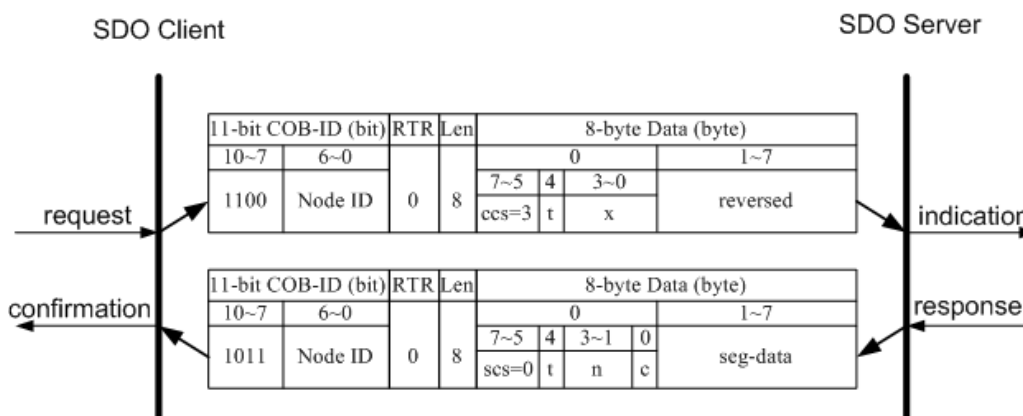 SDO Client
SDO Server
11-bit COB-ID (bit) RTR Len 8-byte Data (byte)
10~7 6~0 0 1~7
7~5 4 3~0
1100 Node ID 0 8 reversed
ccs=3 t x
request
indication
11-bit COB-ID (bit) RTR Len 8-byte Data (byte)
confirmation
response
10~7 6~0 0 1~7
7~5 4 3~1 0
1011 Node ID 0 8 seg-data
scs=0 t n c